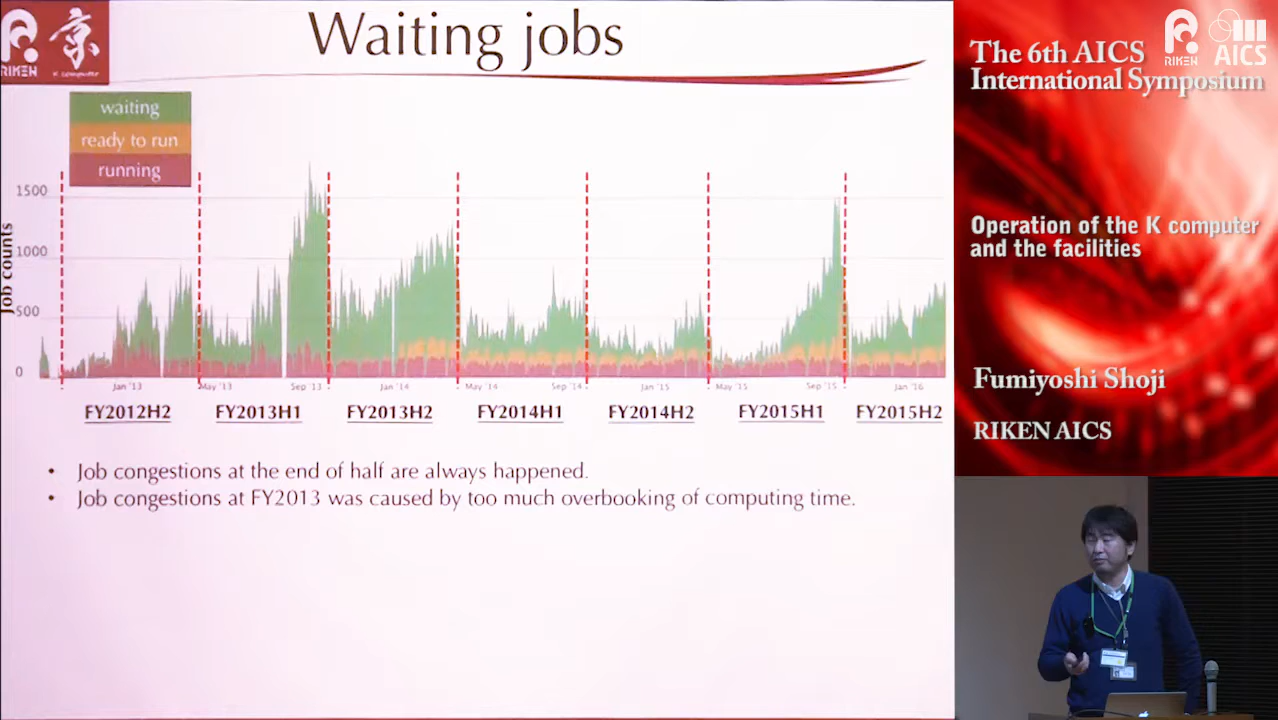 RIKEN
京
K computer
Waiting jobs
waiting
ready to run
running
Job counts
1500
1000
500
0
Jan '13
May '13
Sep '13
Jan '14
May '14
Sep '14
Jan '15
May '15
Sep '15
Jan '16
FY2012H2
FY2013H1
FY2013H2
FY2014H1
FY2014H2
FY2015H1
FY2015H2
• Job congestions at the end of half are always happened.
• Job congestions at FY2013 was caused by too much overbooking of computing time.
The 6th AICS
International Symposium
RIKEN
AICS
Operation of the K computer
and the facilities
Fumiyoshi Shoji
RIKEN AICS